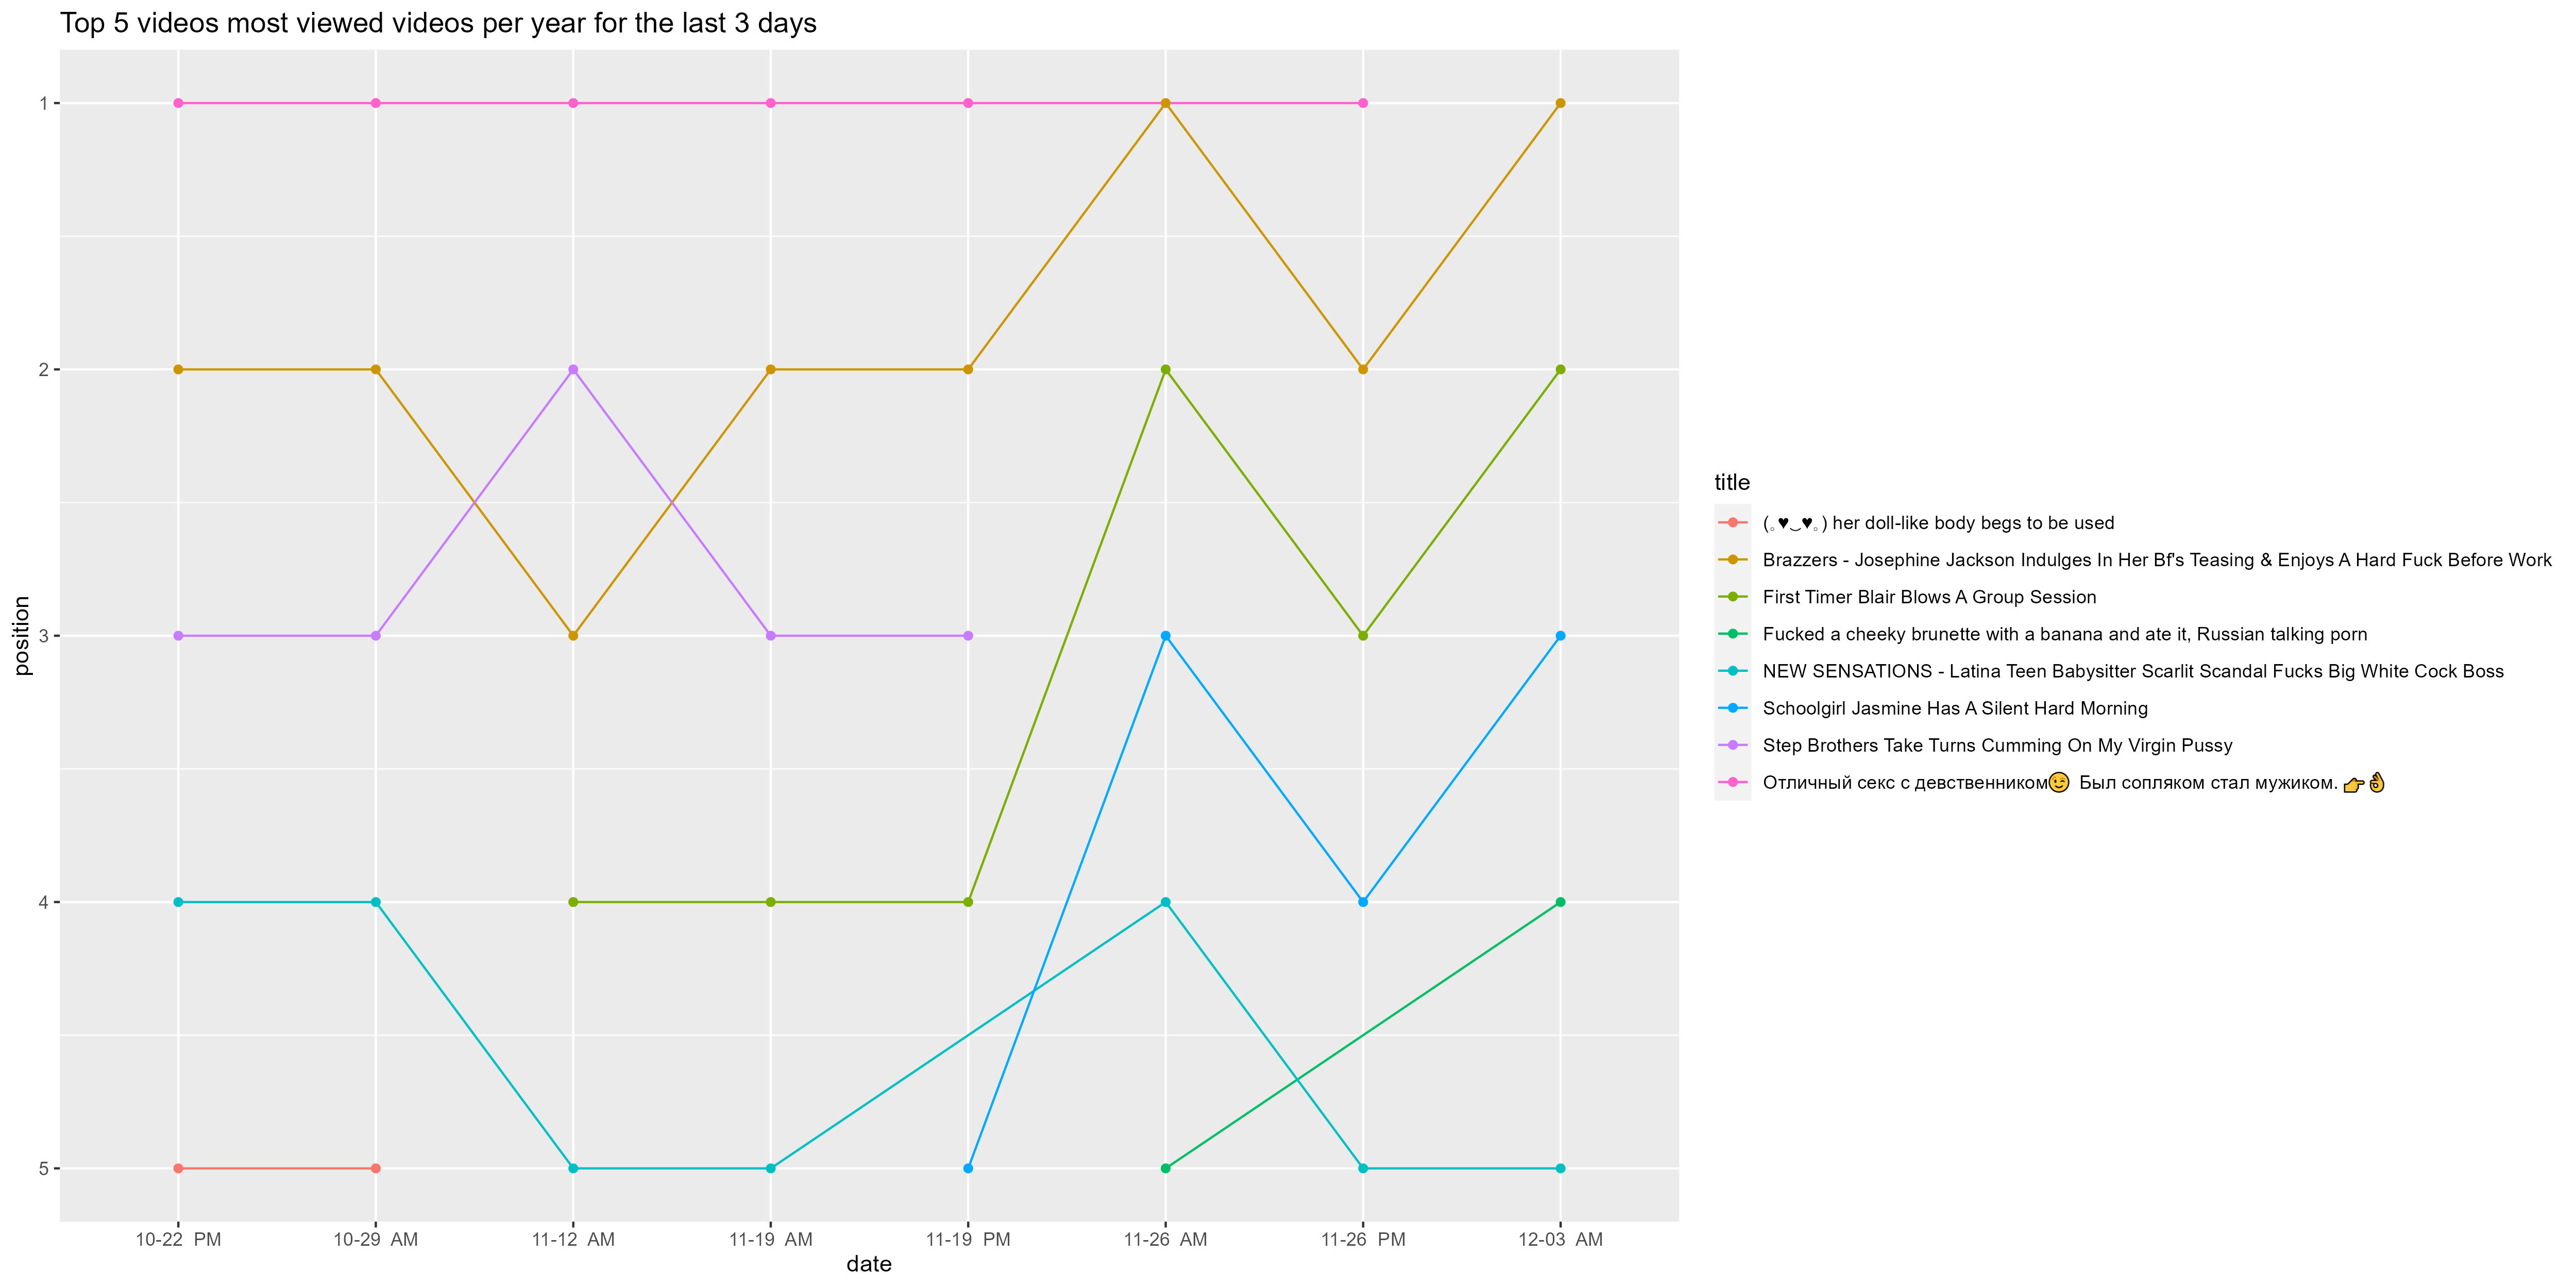 Top 5 videos most viewed videos per year for the last 3 days
position
1
2
3
4
5
10-22 PM
10-29 AM
11-12 AM
11-19 AM
11-19 PM
11-26 AM
11-26 PM
12-03 AM
date
title
(｡♥‿♥｡) her doll-like body begs to be used
Brazzers - Josephine Jackson Indulges In Her Bf's Teasing & Enjoys A Hard Fuck Before Work
First Timer Blair Blows A Group Session
Fucked a cheeky brunette with a banana and ate it, Russian talking porn
NEW SENSATIONS - Latina Teen Babysitter Scarlit Scandal Fucks Big White Cock Boss
Schoolgirl Jasmine Has A Silent Hard Morning
Step Brothers Take Turns Cumming On My Virgin Pussy
Отличный секс с девственником😉 Был сопляком стал мужиком. 👉👌